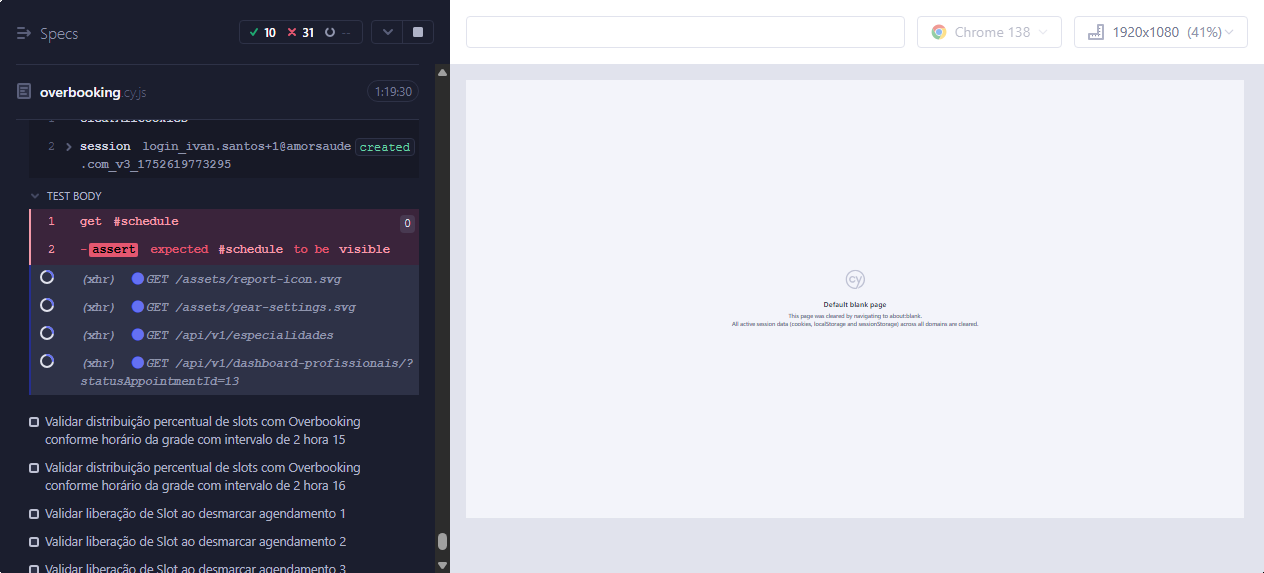 Specs
10 31 --
overbooking.cy.js
1:19:30
2 session login_ivan.santos+1@amorsaude created
.com_v3_1752619773295
TEST BODY
1 get #schedule 0
2 -assert expected #schedule to be visible
(xhr) GET /assets/report-icon.svg
(xhr) GET /assets/gear-settings.svg
(xhr) GET /api/v1/especialidades
(xhr) GET /api/v1/dashboard-profissionais/?
statusAppointmentId=13
Validar distribuição percentual de slots com Overbooking
conforme horário da grade com intervalo de 2 hora 15
Validar distribuição percentual de slots com Overbooking
conforme horário da grade com intervalo de 2 hora 16
Validar liberação de Slot ao desmarcar agendamento 1
Validar liberação de Slot ao desmarcar agendamento 2
Validar liberação de Slot ao desmarcar agendamento 3
Chrome 138
1920x1080 (41%)
cy
Default blank page
This page was cleared by navigating to about:blank.
All active session data (cookies, localStorage and sessionStorage) across all domains are cleared.